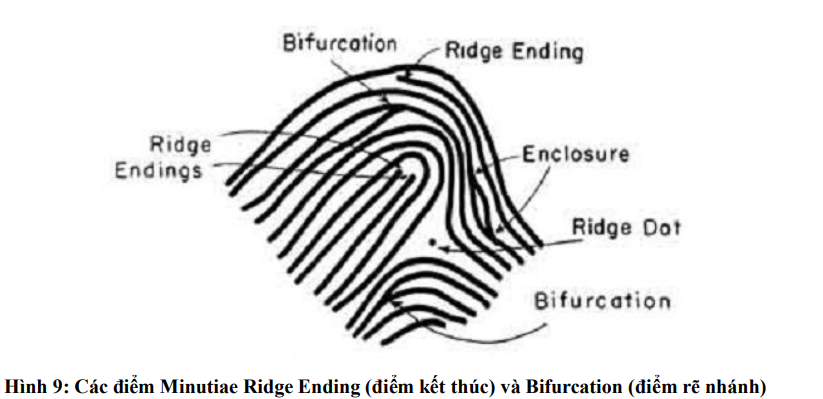 Bifurcation
Ridge Ending
Ridge
Endings
Enclosure
Ridge Dot
Bifurcation
Hình 9: Các điểm Minutiae Ridge Ending (điểm kết thúc) và Bifurcation (điểm rẽ nhánh)